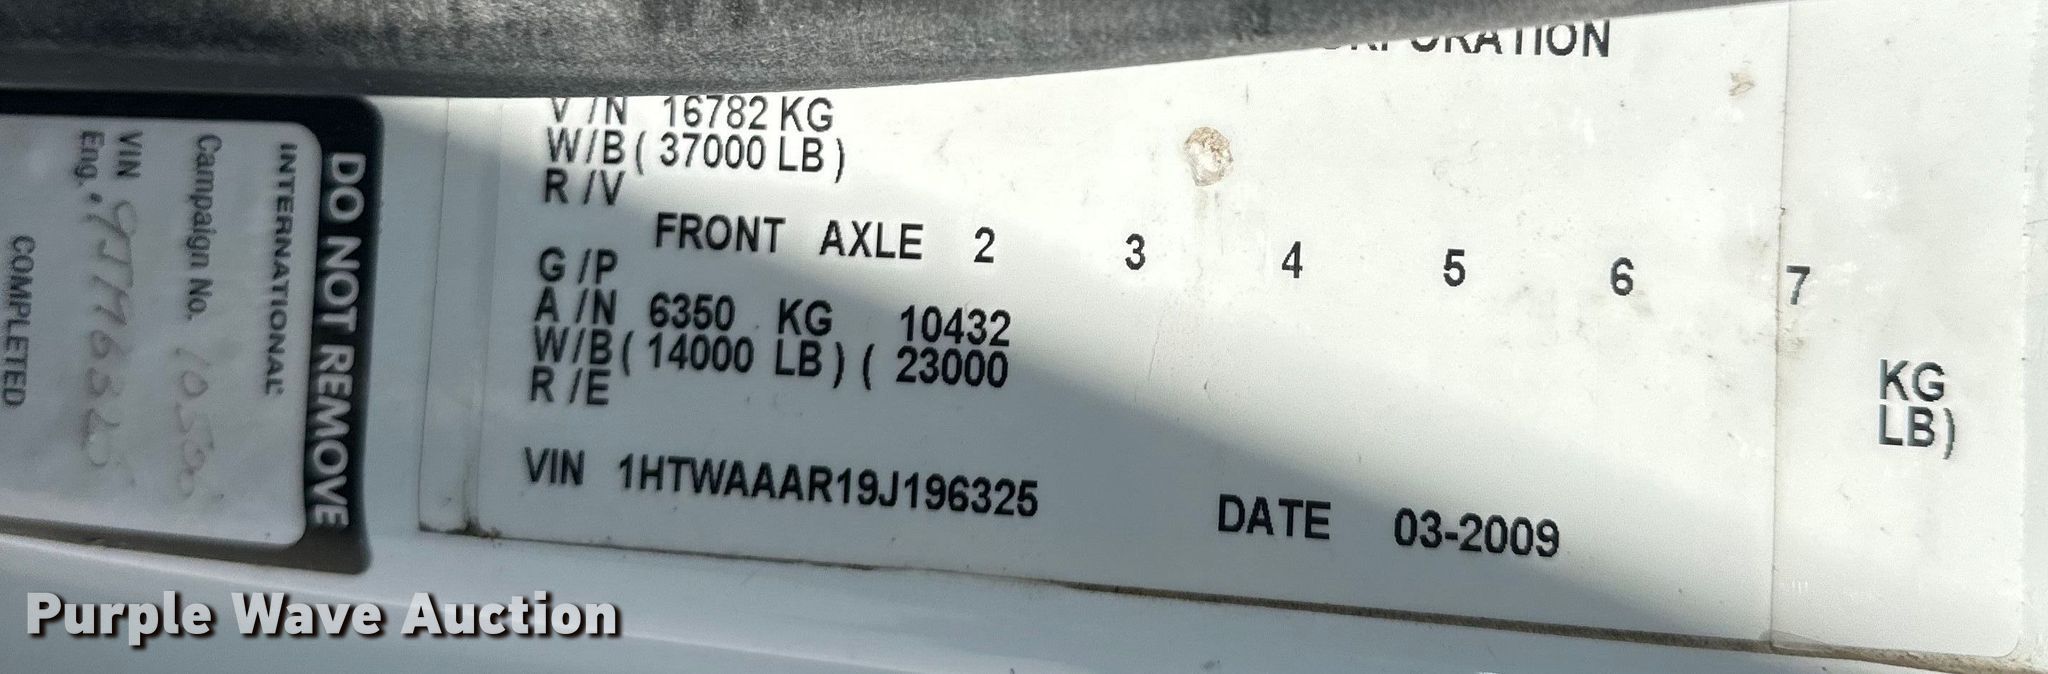 V /N 16782 KG
W/B ( 37000 LB )
R /V
FRONT AXLE 2 3 4 5 6 7
G /P
A /N 6350 KG 10432 KG
W/B ( 14000 LB ) ( 23000 LB)
R /E
VIN 1HTWAAAR19J196325 DATE 03-2009
DO NOT REMOVE
INTERNATIONAL
Campaign No.
VIN
Eng.
COMPLETED
Purple Wave Auction